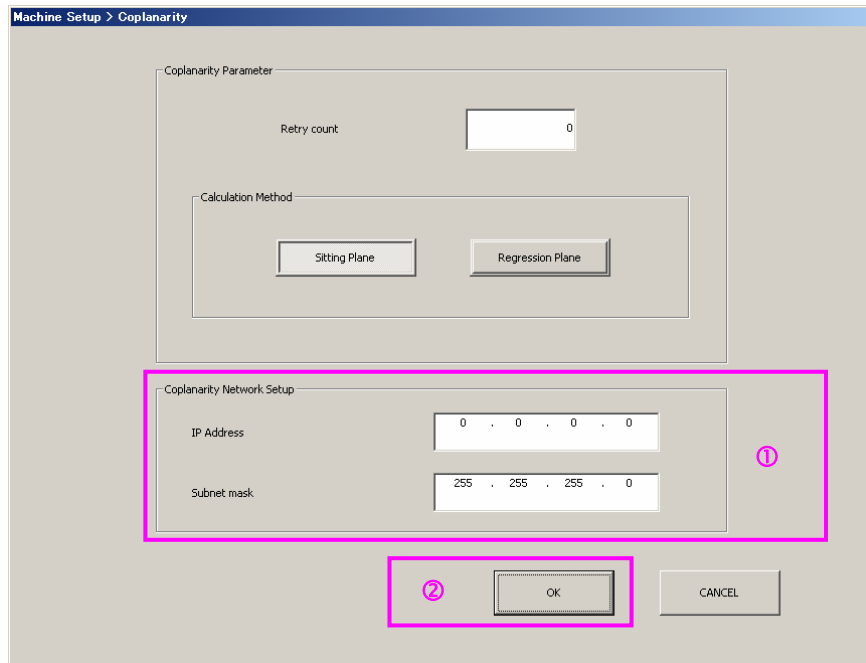 Machine Setup > Coplanarity
Coplanarity Parameter
Retry count 0
Calculation Method
Sitting Plane Regression Plane
Coplanarity Network Setup
IP Address 0 . 0 . 0 . 0
①
Subnet mask 255 . 255 . 255 . 0
② OK CANCEL